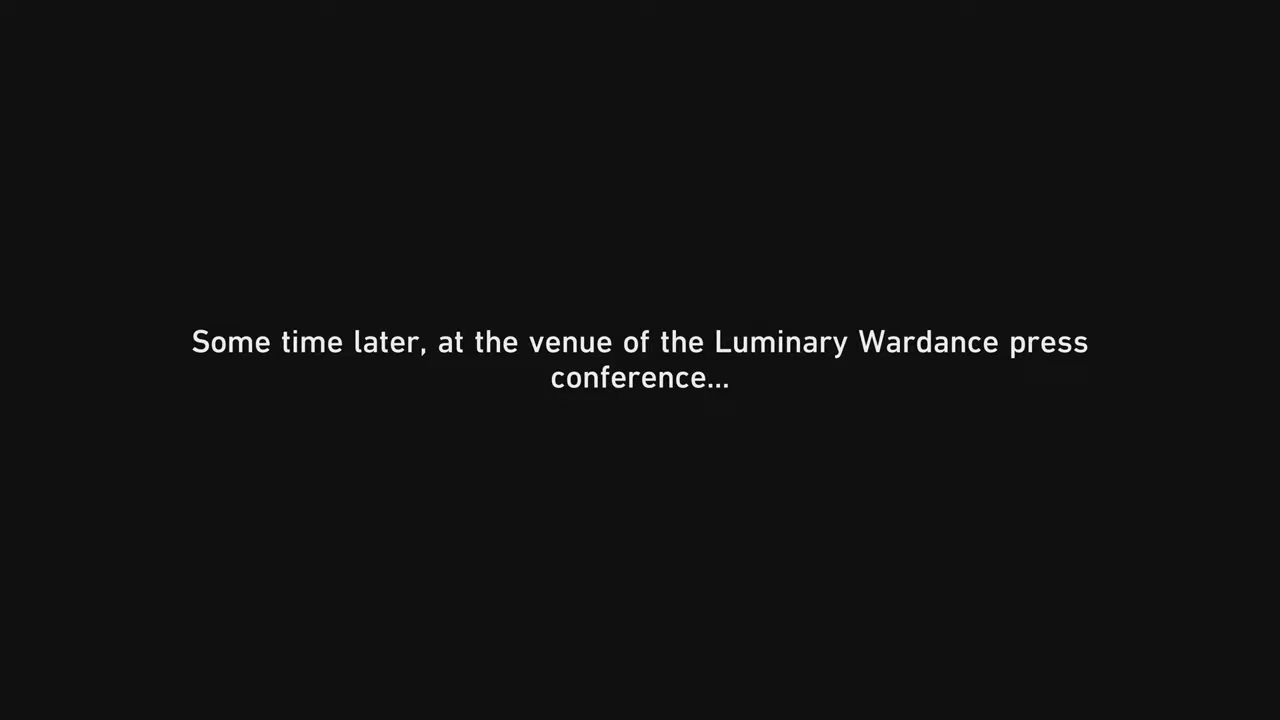 Some time later, at the venue of the Luminary Wardance press
conference...